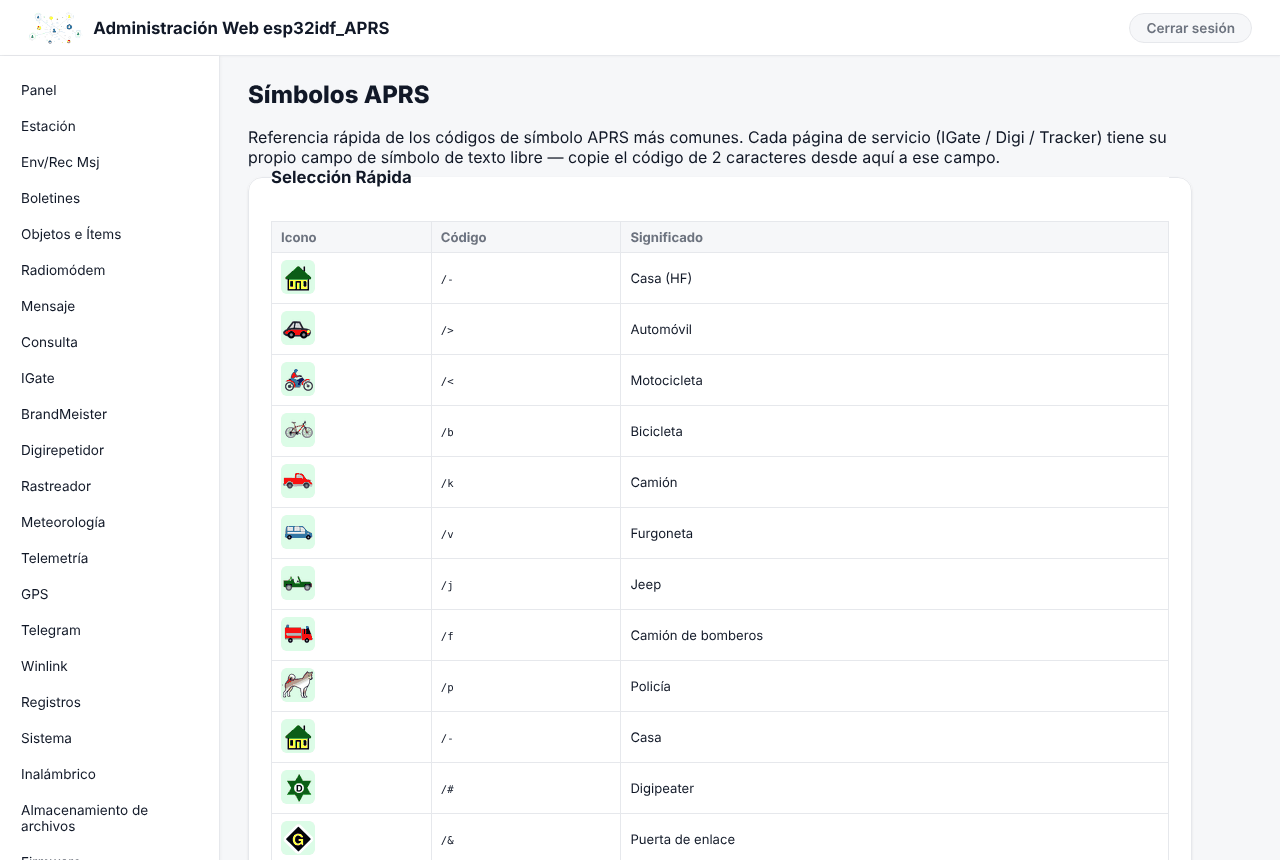 Administración Web esp32idf_APRS
Cerrar sesión
Panel
Estación
Env/Rec Msj
Boletines
Objetos e Ítems
Radiomódem
Mensaje
Consulta
IGate
BrandMeister
Digirepetidor
Rastreador
Meteorología
Telemetría
GPS
Telegram
Winlink
Registros
Sistema
Inalámbrico
Almacenamiento de
archivos
Símbolos APRS
Referencia rápida de los códigos de símbolo APRS más comunes. Cada página de servicio (IGate / Digi / Tracker) tiene su
propio campo de símbolo de texto libre — copie el código de 2 caracteres desde aquí a ese campo.
Selección Rápida
Icono Código Significado
/- Casa (HF)
/> Automóvil
/< Motocicleta
/b Bicicleta
/k Camión
/v Furgoneta
/j Jeep
/f Camión de bomberos
/p Policía
/- Casa
D /# Digipeater
G /& Puerta de enlace